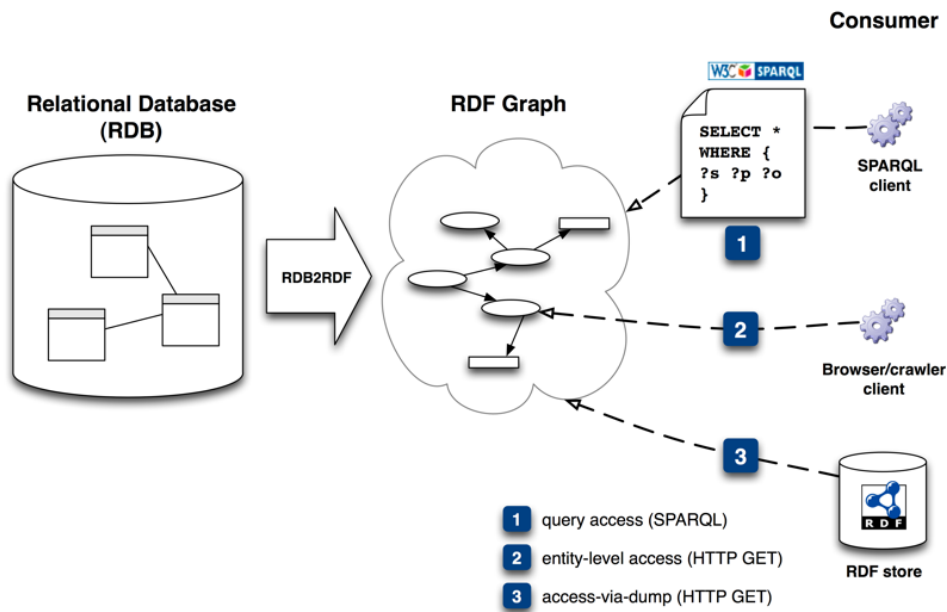 Consumer
Relational Database
(RDB)
RDF Graph
W3C SPARQL
SELECT *
WHERE {
?s ?p ?o
}
SPARQL
client
RDB2RDF
1
2
Browser/crawler
client
3
RDF
RDF store
1 query access (SPARQL)
2 entity-level access (HTTP GET)
3 access-via-dump (HTTP GET)